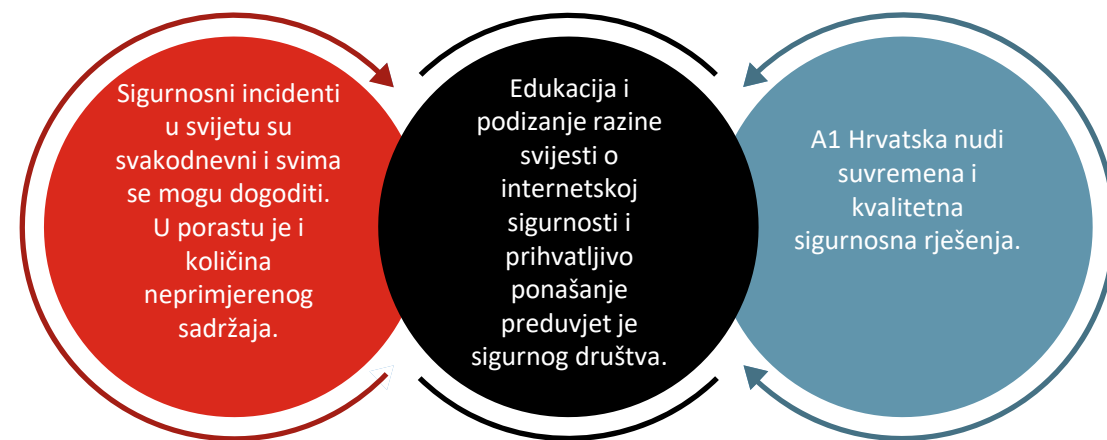 Sigurnosni incidenti
u svijetu su
svakodnevni i svima
se mogu dogoditi.
U porastu je i
količina
neprimjerenog
sadržaja.
Edukacija i
podizanje razine
svijesti o
internetskoj
sigurnosti i
prihvatljivo
ponašanje
preduvjet je
sigurnog društva.
A1 Hrvatska nudi
suvremena i
kvalitetna
sigurnosna rješenja.